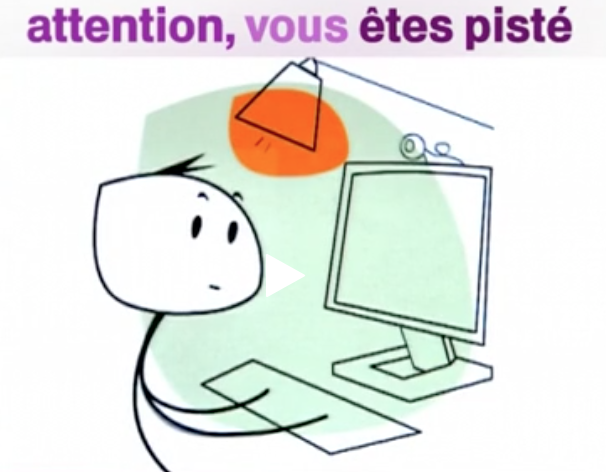 attention, vous êtes pisté